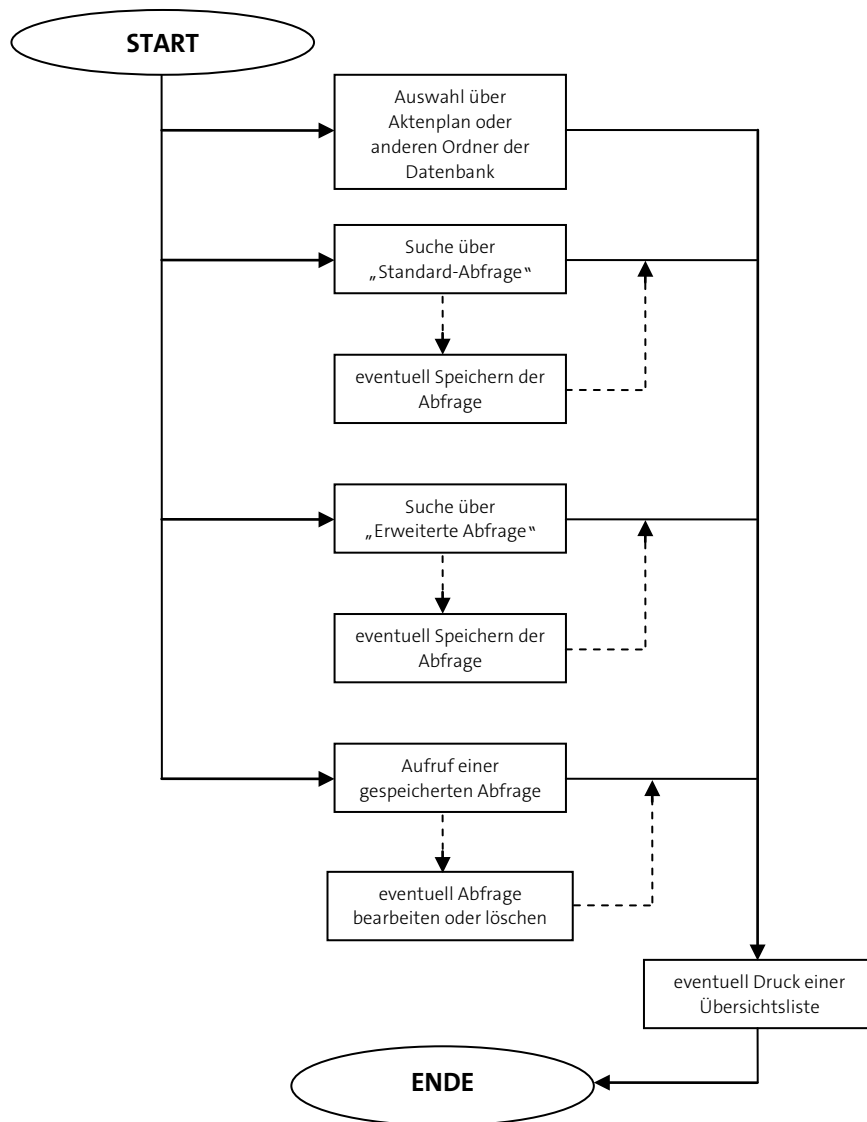 START
Auswahl über
Aktenplan oder
anderen Ordner der
Datenbank
Suche über
„Standard-Abfrage“
eventuell Speichern der
Abfrage
Suche über
„Erweiterte Abfrage“
eventuell Speichern der
Abfrage
Aufruf einer
gespeicherten Abfrage
eventuell Abfrage
bearbeiten oder löschen
eventuell Druck einer
Übersichtsliste
ENDE